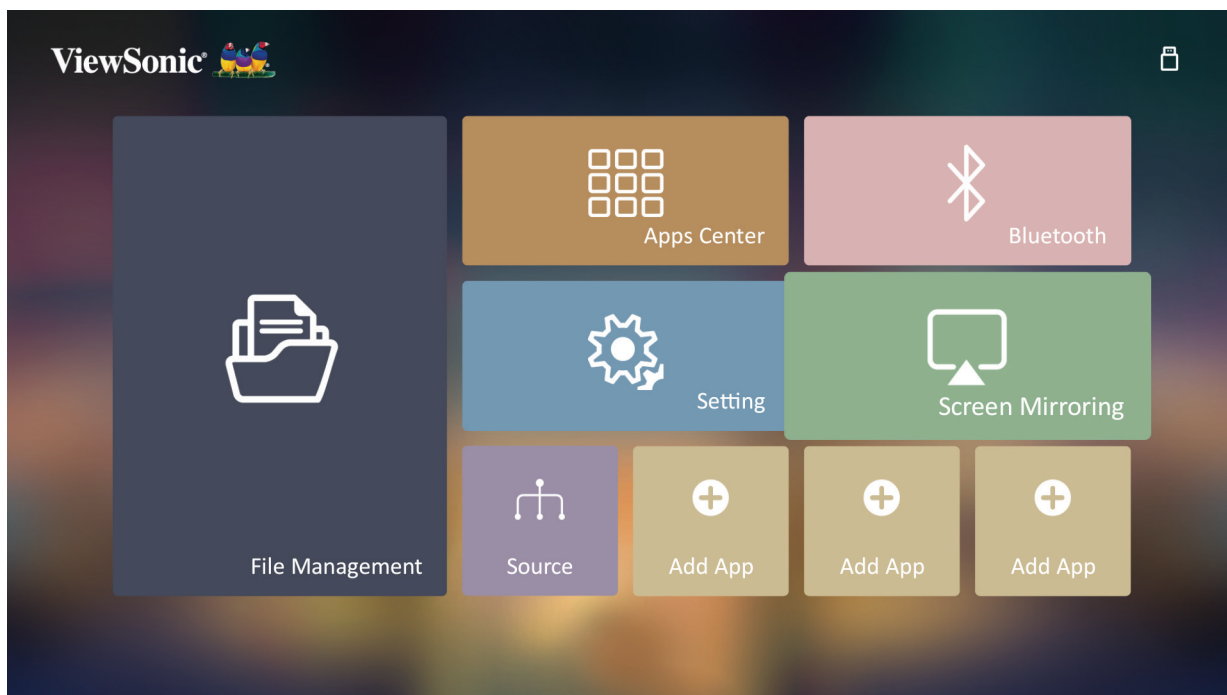 ViewSonic®
Apps Center
Bluetooth
Setting
Screen Mirroring
File Management
Source
Add App
Add App
Add App